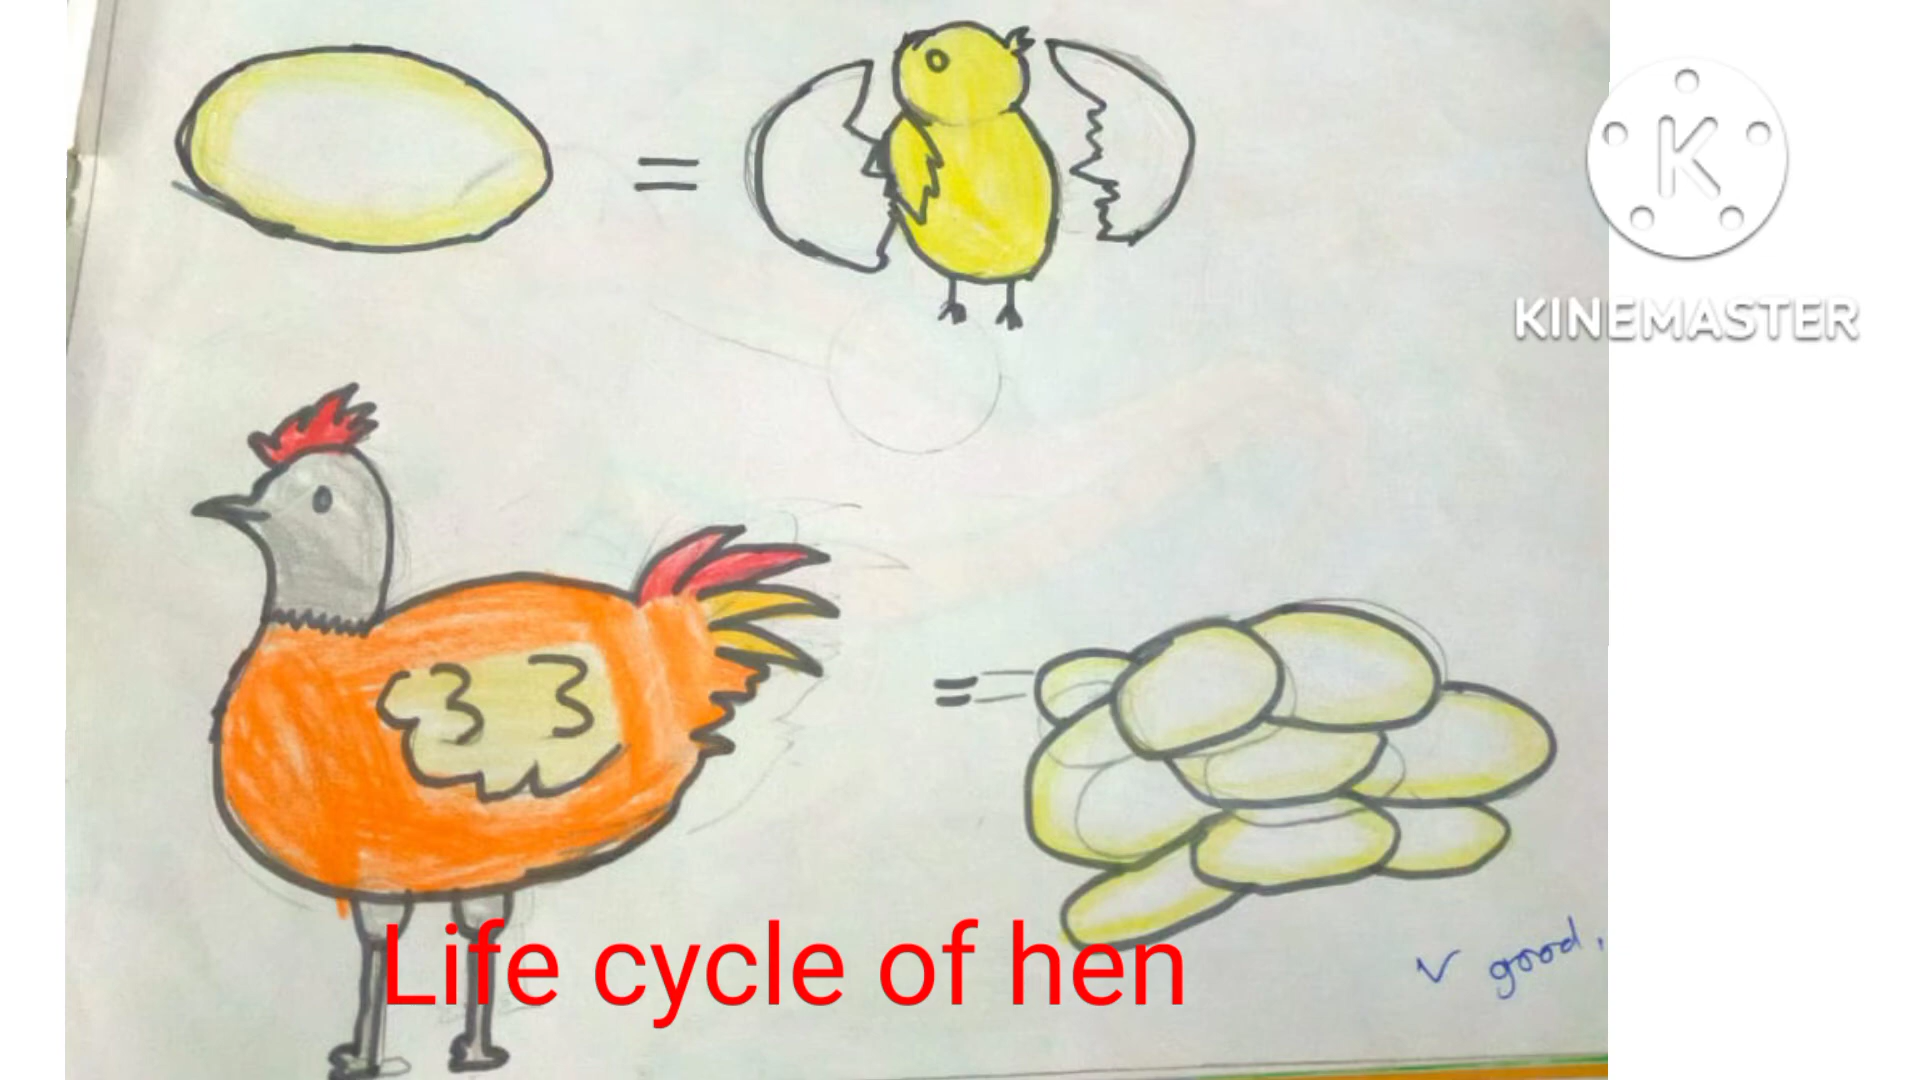 K
KINEMASTER
=
=
Life cycle of hen
V good.